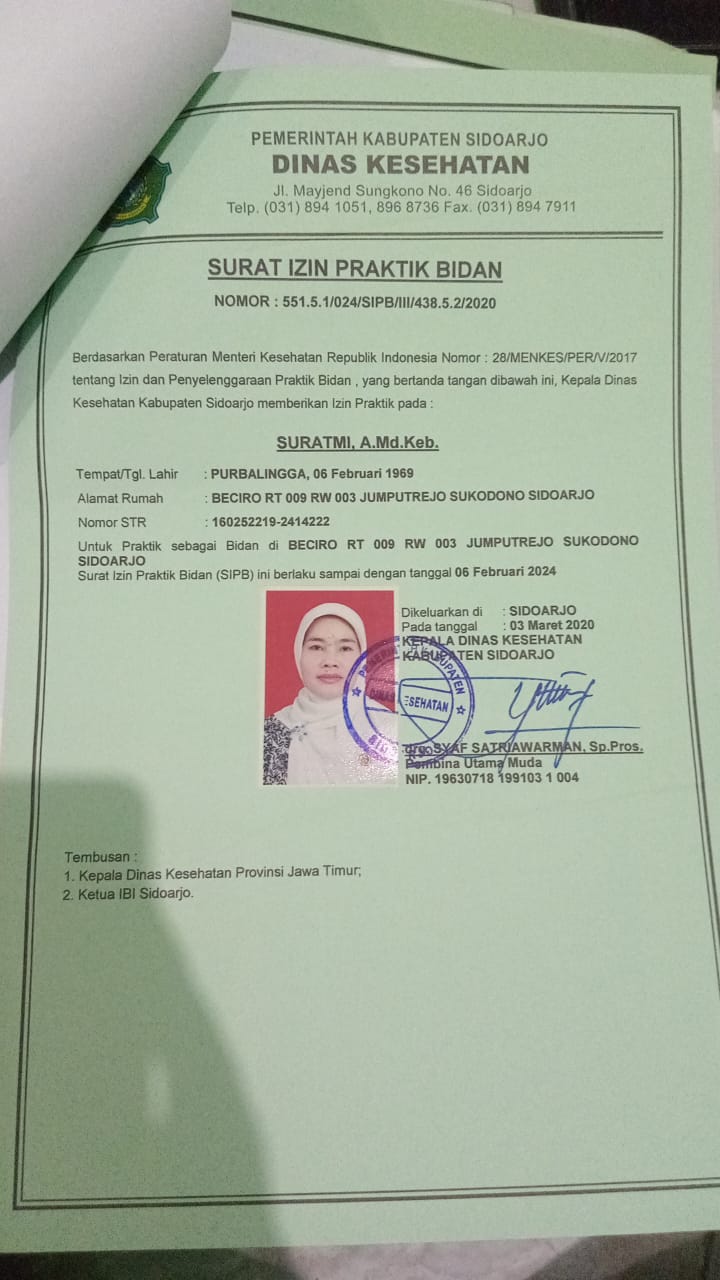 PEMERINTAH KABUPATEN SIDOARJO
DINAS KESEHATAN
Jl. Mayjend Sungkono No. 46 Sidoarjo
Telp. (031) 894 1051, 896 8736 Fax. (031) 894 7911
SURAT IZIN PRAKTIK BIDAN
NOMOR : 551.5.1/024/SIPB/III/438.5.2/2020
Berdasarkan Peraturan Menteri Kesehatan Republik Indonesia Nomor : 28/MENKES/PER/V/2017
tentang Izin dan Penyelenggaraan Praktik Bidan , yang bertanda tangan dibawah ini, Kepala Dinas
Kesehatan Kabupaten Sidoarjo memberikan Izin Praktik pada :
SURATMI, A.Md.Keb.
Tempat/Tgl. Lahir : PURBALINGGA, 06 Februari 1969
Alamat Rumah : BECIRO RT 009 RW 003 JUMPUTREJO SUKODONO SIDOARJO
Nomor STR : 160252219-2414222
Untuk Praktik sebagai Bidan di BECIRO RT 009 RW 003 JUMPUTREJO SUKODONO
SIDOARJO
Surat Izin Praktik Bidan (SIPB) ini berlaku sampai dengan tanggal 06 Februari 2024
Dikeluarkan di : SIDOARJO
Pada tanggal : 03 Maret 2020
KEPALA DINAS KESEHATAN
KABUPATEN SIDOARJO
SYAF SATRIAWARMAN, Sp.Pros.
Pembina Utama Muda
NIP. 19630718 199103 1 004
Tembusan :
1. Kepala Dinas Kesehatan Provinsi Jawa Timur;
2. Ketua IBI Sidoarjo.